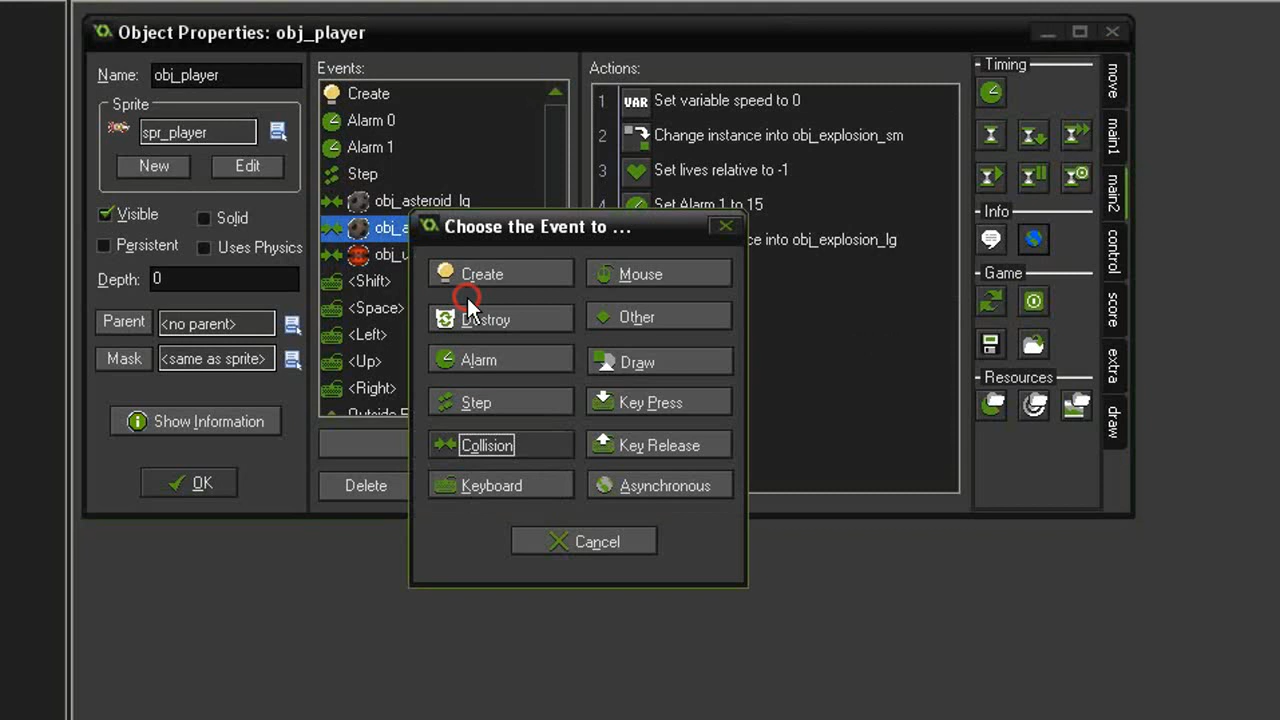 Object Properties: obj_player
Name: obj_player
Sprite
spr_player
New Edit
Visible Solid
Persistent Uses Physics
Depth: 0
Parent <no parent>
Mask <same as sprite>
Show Information
OK
Events:
Create
Alarm 0
Alarm 1
Step
obj_asteroid_lg
obj_a
obj_u
<Shift>
<Space>
<Left>
<Up>
<Right>
Delete
Actions:
1 VAR Set variable speed to 0
2 Change instance into obj_explosion_sm
3 Set lives relative to -1
4 Set Alarm 1 to 15
ce into obj_explosion_lg
Choose the Event to ...
Create Mouse
Destroy Other
Alarm Draw
Step Key Press
Collision Key Release
Keyboard Asynchronous
Cancel
Timing
Info
Game
Resources
move
main1
main2
control
score
extra
draw